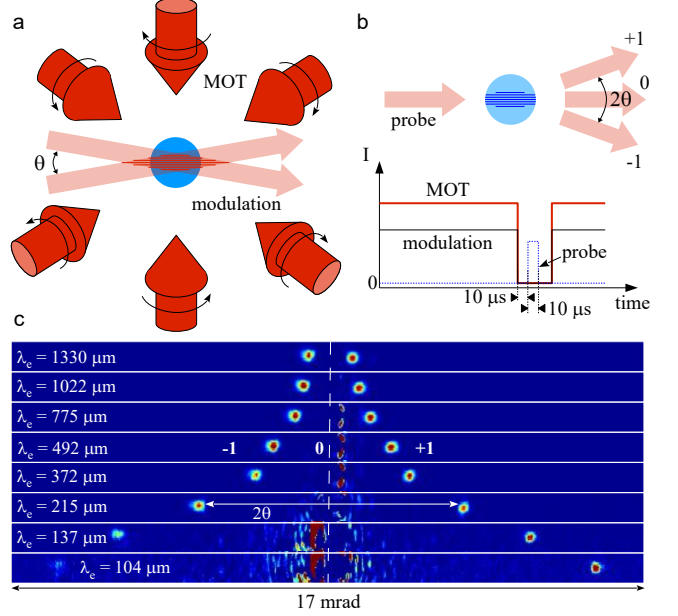 a
MOT
θ
modulation
b
probe
+1
0
2θ
-1
I
MOT
modulation
probe
0
10 μs
10 μs
time
c
λe = 1330 μm
λe = 1022 μm
λe = 775 μm
λe = 492 μm
-1 0 +1
λe = 372 μm
λe = 215 μm
2θ
λe = 137 μm
λe = 104 μm
17 mrad